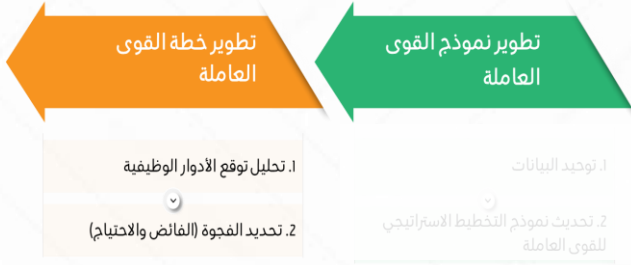 تطوير نموذج القوى
العاملة
1. توحيد البيانات
2. تحديث نموذج التخطيط الاستراتيجي
للقوى العاملة
تطوير خطة القوى
العاملة
1. تحليل توقع الأدوار الوظيفية
2. تحديد الفجوة (الفائض والاحتياج)